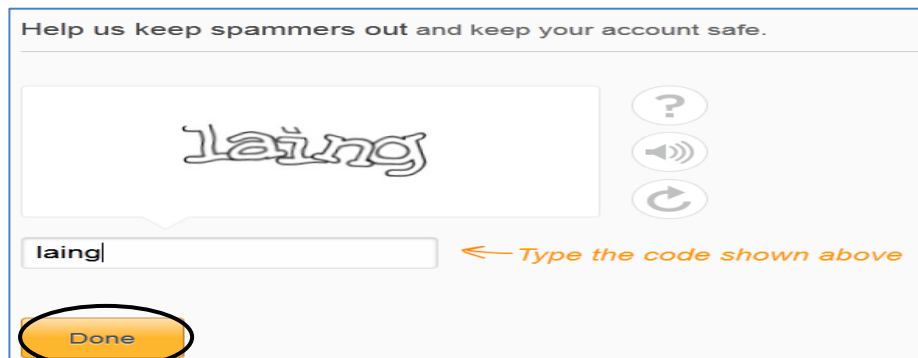 Help us keep spammers out and keep your account safe.
laing
?
laing
Type the code shown above
Done